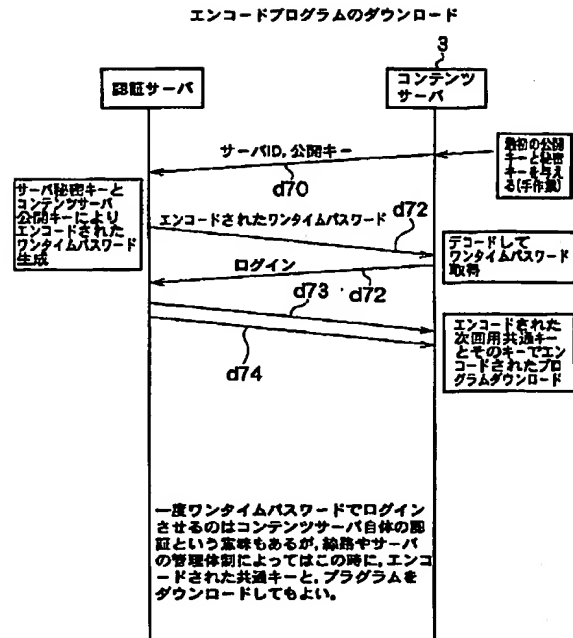 エンコードプログラムのダウンロード
3
認証サーバ
コンテンツ
サーバ
最初の公開
キーと秘密
キーを与え
る(手作業)
サーバID, 公開キー
d70
サーバ秘密キーと
コンテンツサーバ
公開キーにより
エンコードされた
ワンタイムパスワード
生成
エンコードされたワンタイムパスワード
d72
デコードして
ワンタイムパスワード
取得
ログイン
d72
d73
d74
エンコードされた
次回用共通キー
とそのキーでエン
コードされたプロ
グラムダウンロード
一度ワンタイムパスワードでログイン
させるのはコンテンツサーバ自体の認
証という意味もあるが, 線路やサーバ
の管理体制によってはこの時に, エンコ
ードされた共通キーと, プラグラムを
ダウンロードしてもよい。